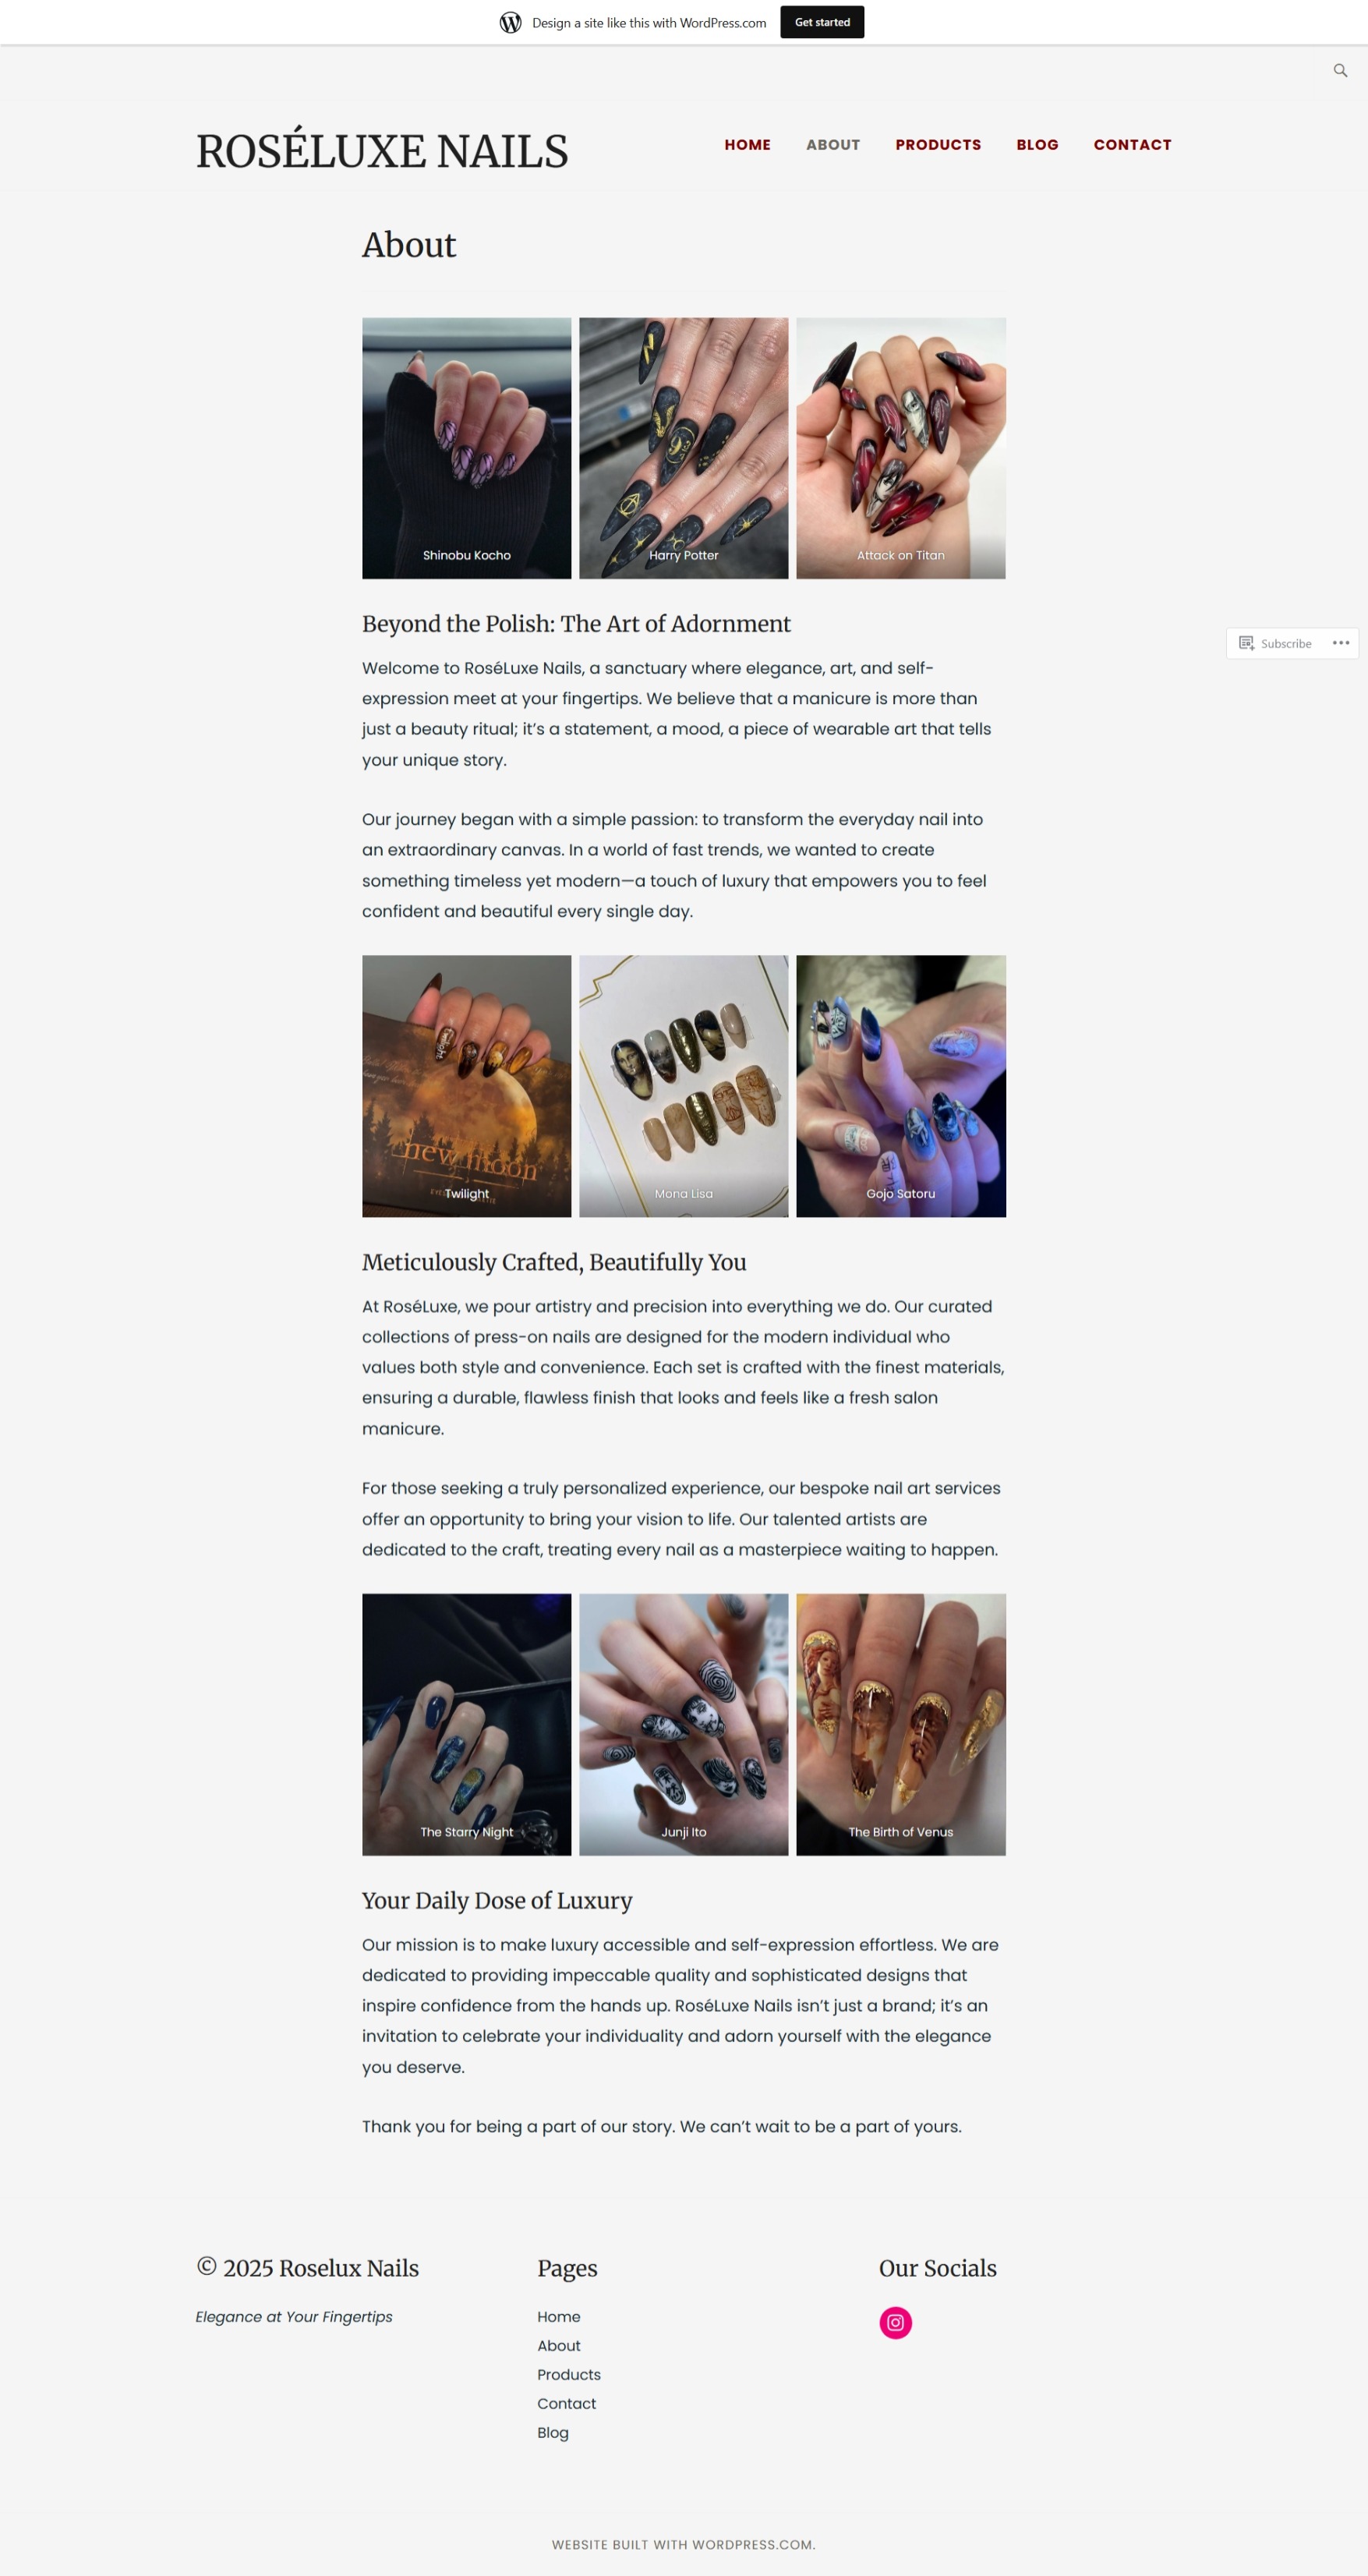 Design a site like this with WordPress.com
Get started
ROSÉLUXE NAILS
HOME
ABOUT
PRODUCTS
BLOG
CONTACT
About
Shinobu Kocho
Harry Potter
Attack on Titan
Beyond the Polish: The Art of Adornment
Welcome to RoséLuxe Nails, a sanctuary where elegance, art, and self-
expression meet at your fingertips. We believe that a manicure is more than
just a beauty ritual; it’s a statement, a mood, a piece of wearable art that tells
your unique story.
Subscribe
Our journey began with a simple passion: to transform the everyday nail into
an extraordinary canvas. In a world of fast trends, we wanted to create
something timeless yet modern—a touch of luxury that empowers you to feel
confident and beautiful every single day.
new moon
Twilight
Mona Lisa
Gojo Satoru
Meticulously Crafted, Beautifully You
At RoséLuxe, we pour artistry and precision into everything we do. Our curated
collections of press-on nails are designed for the modern individual who
values both style and convenience. Each set is crafted with the finest materials,
ensuring a durable, flawless finish that looks and feels like a fresh salon
manicure.
For those seeking a truly personalized experience, our bespoke nail art services
offer an opportunity to bring your vision to life. Our talented artists are
dedicated to the craft, treating every nail as a masterpiece waiting to happen.
The Starry Night
Junji Ito
The Birth of Venus
Your Daily Dose of Luxury
Our mission is to make luxury accessible and self-expression effortless. We are
dedicated to providing impeccable quality and sophisticated designs that
inspire confidence from the hands up. RoséLuxe Nails isn’t just a brand; it’s an
invitation to celebrate your individuality and adorn yourself with the elegance
you deserve.
Thank you for being a part of our story. We can’t wait to be a part of yours.
© 2025 Roselux Nails
Elegance at Your Fingertips
Pages
Home
About
Products
Contact
Blog
Our Socials
WEBSITE BUILT WITH WORDPRESS.COM.